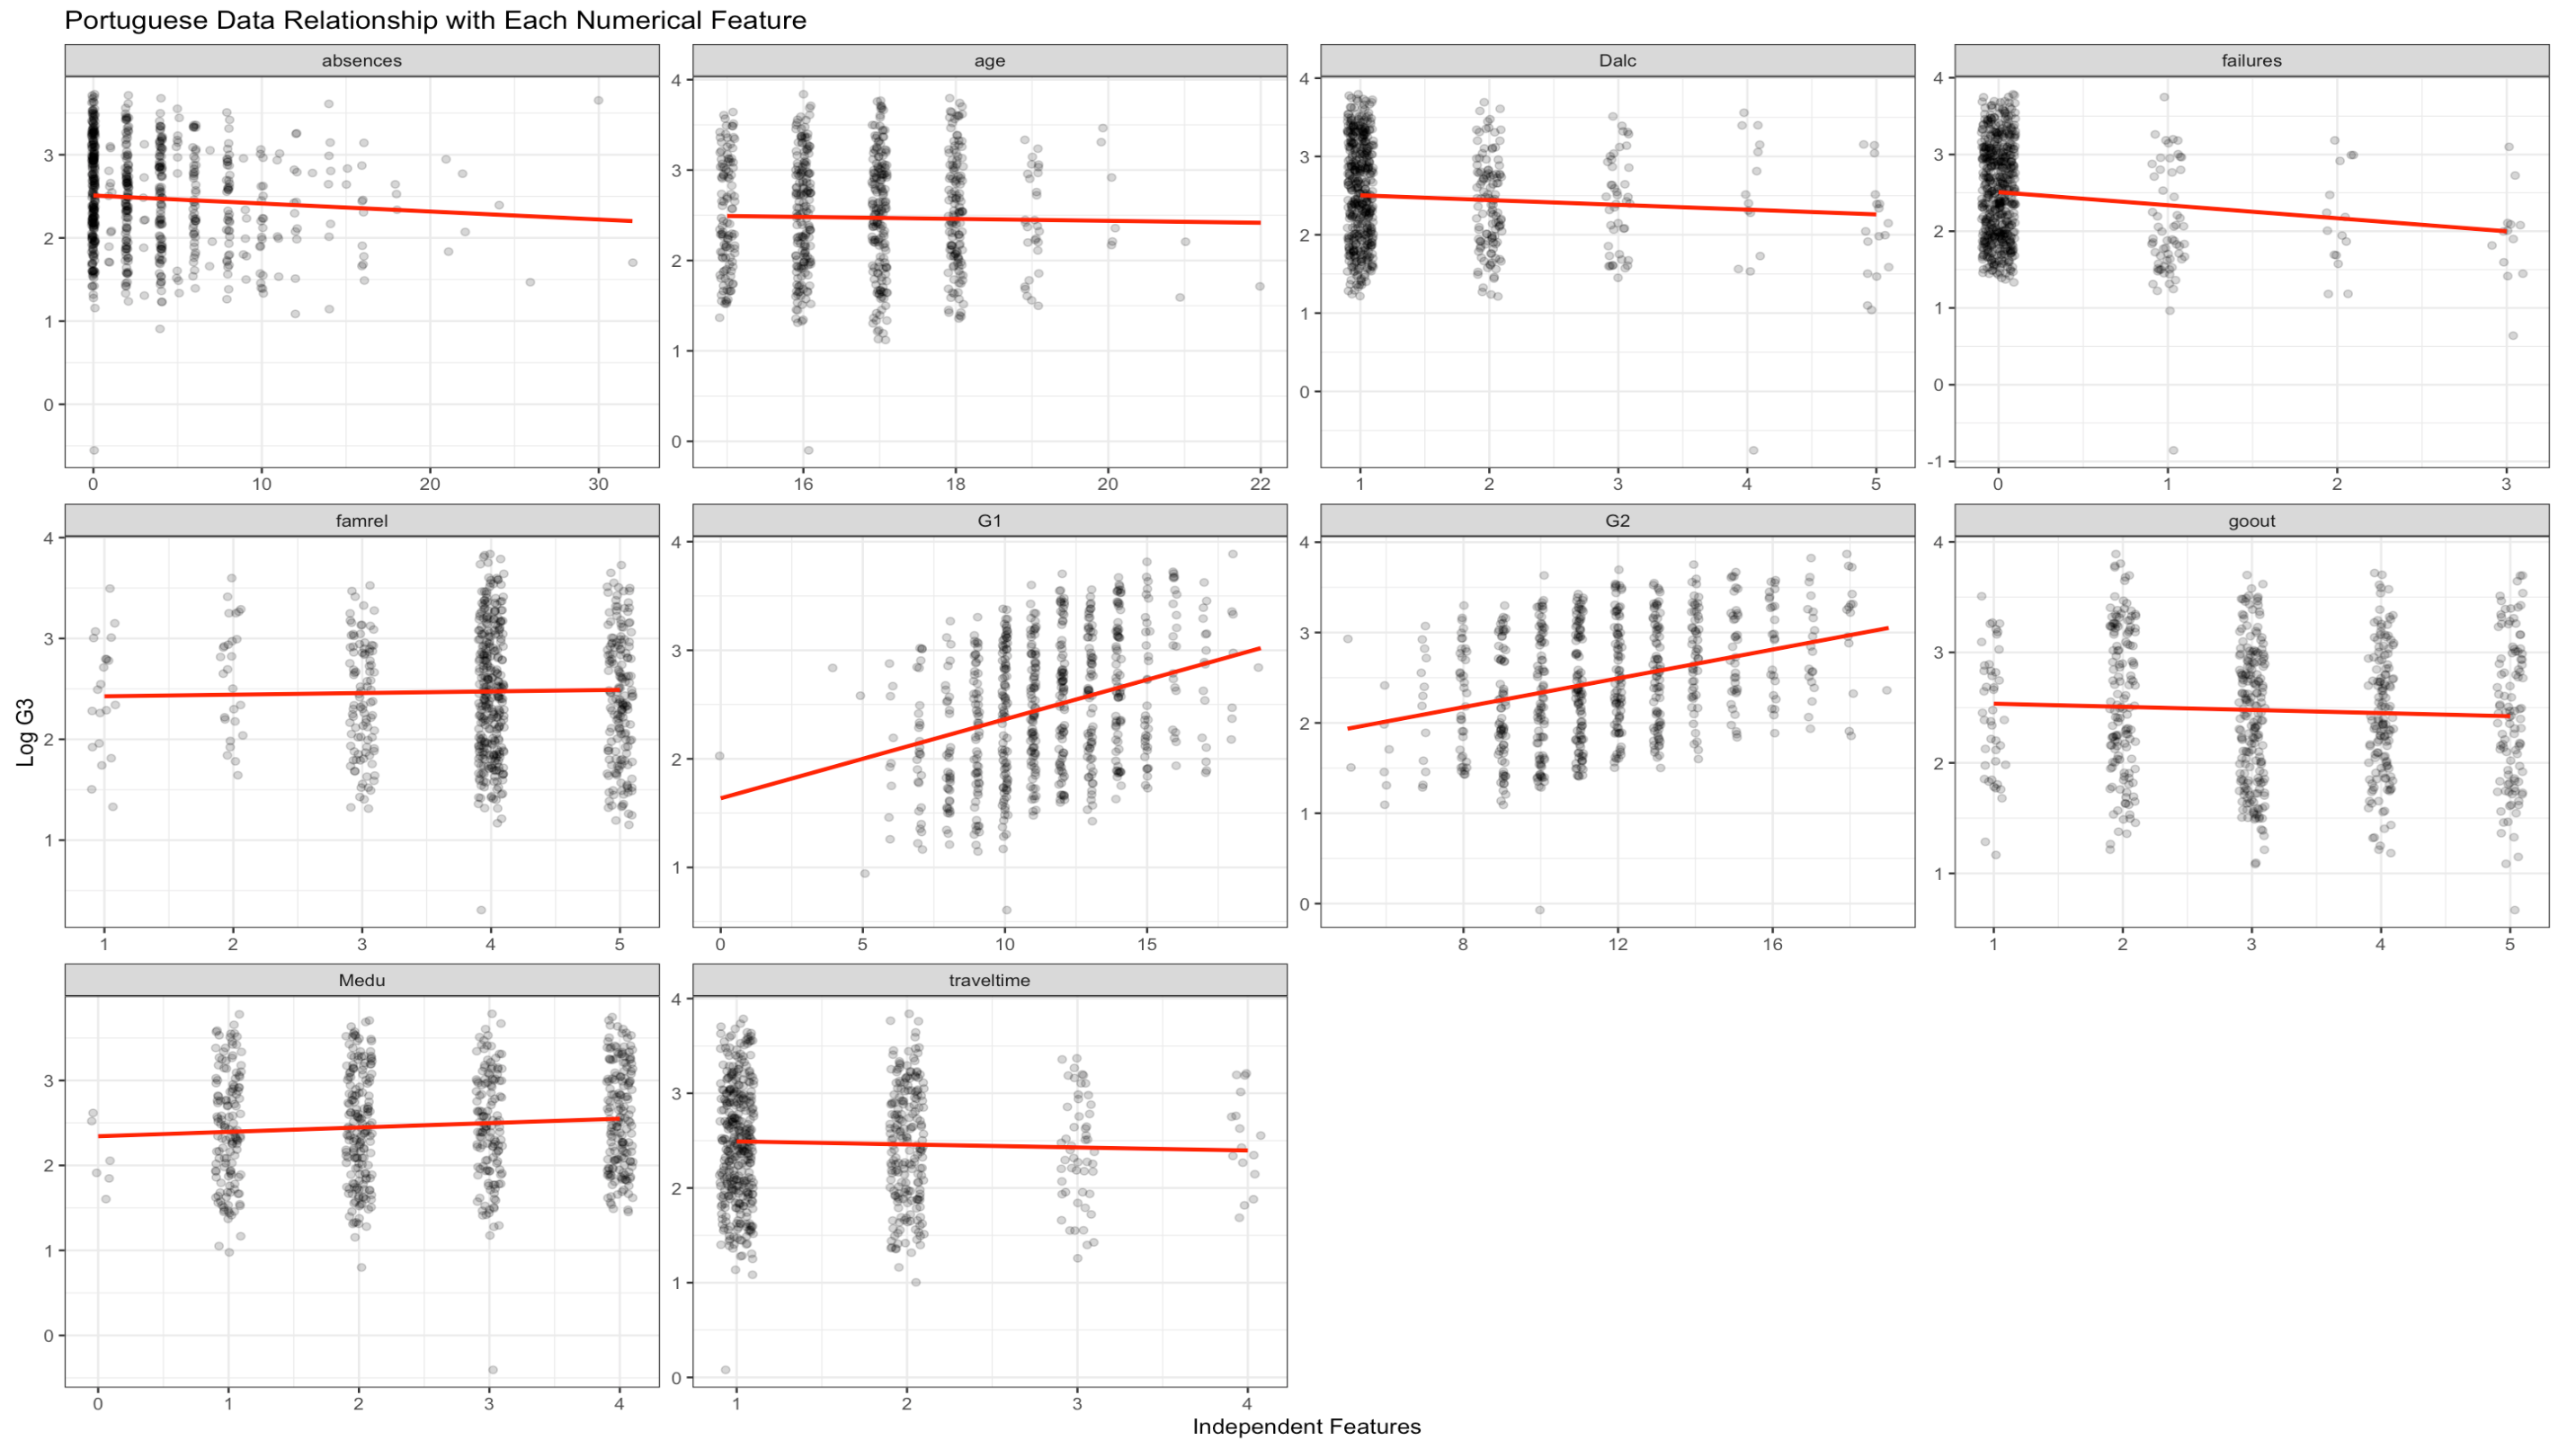 Portuguese Data Relationship with Each Numerical Feature
absences age Dalc failures
4 4 4
3 3 3 3
2 2 2 2
1 1 1 1
0 0 0 0
-1
0 10 20 30 16 18 20 22 1 2 3 4 5 0 1 2 3
famrel G1 G2 goout
4 4 4 4
3 3 3 3
2 2 2 2
1 1 1 1
0
1 2 3 4 5 0 5 10 15 8 12 16 1 2 3 4 5
Log G3
Medu traveltime
4
3 3
2 2
1 1
0 0
0 1 2 3 4 1 2 3 4
Independent Features